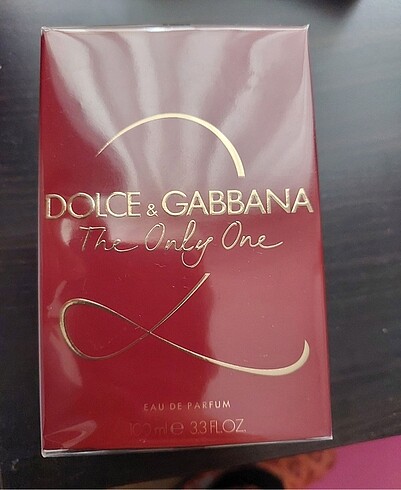 DOLCE & GABBANA
The Only One
EAU DE PARFUM
100 ml e 3.3 FL.OZ.